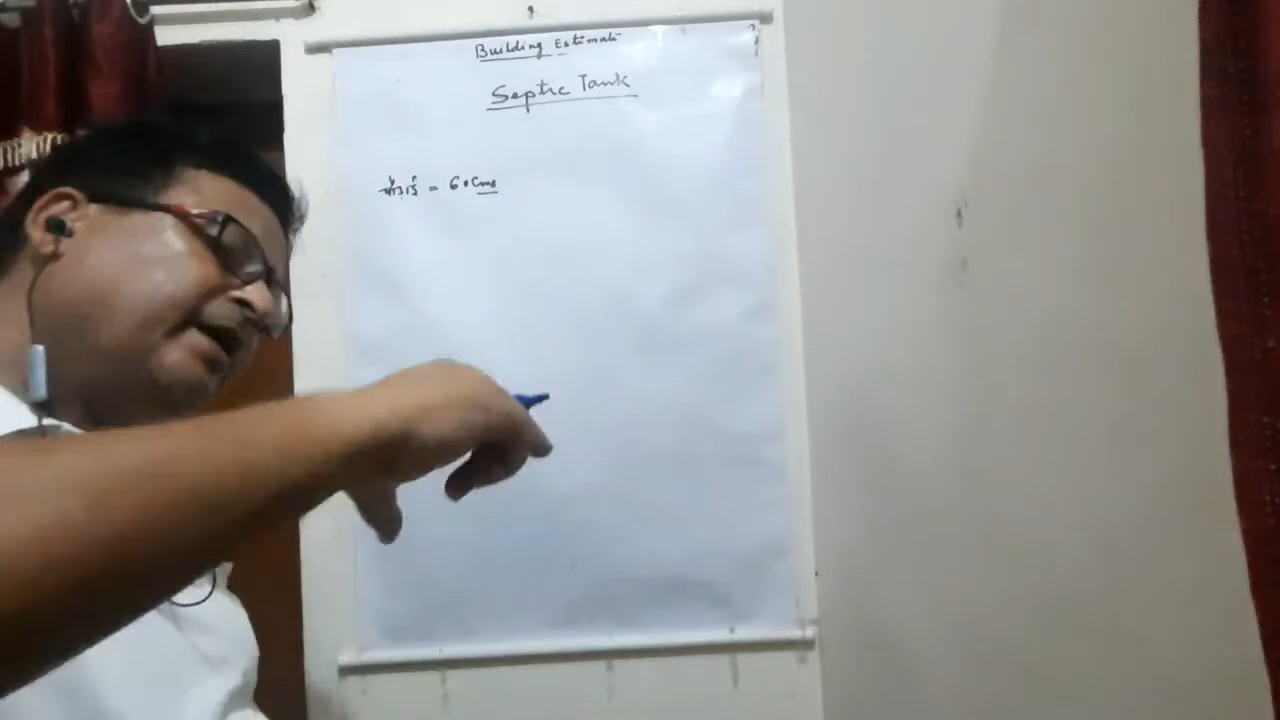 Building Estimate
Septic Tank
चौड़ाई = 60 Cms